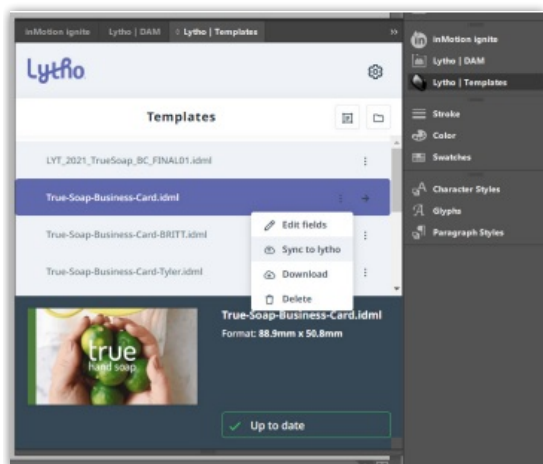 inMotion ignite
Lytho | DAM
Lytho | Templates
Lytho
Templates
LYT_2021_TrueSoap_BC_FINAL01.idml
True-Soap-Business-Card.idml
True-Soap-Business-Card-BRITT.idml
True-Soap-Business-Card-Tyler.idml
Edit fields
Sync to lytho
Download
Delete
true
hand soap
True-Soap-Business-Card.idml
Format: 88.9mm x 50.8mm
Up to date
in
inMotion ignite
Lytho | DAM
Lytho | Templates
Stroke
Color
Swatches
Character Styles
Glyphs
Paragraph Styles